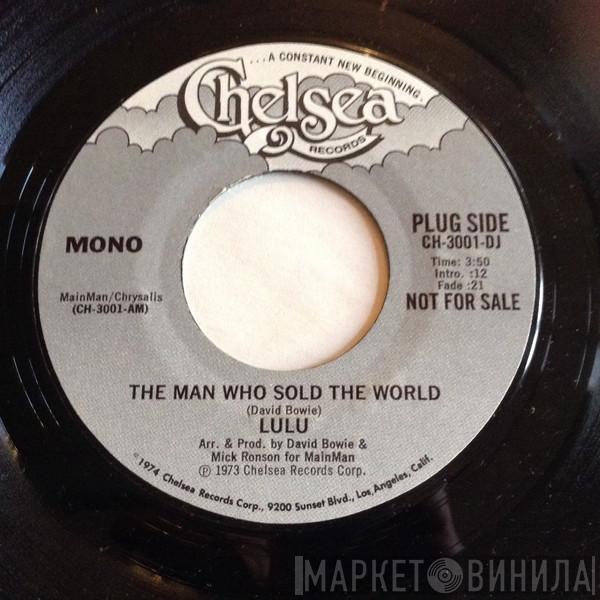 ...A CONSTANT NEW BEGINNING.
Chelsea
RECORDS
MONO
PLUG SIDE
CH-3001-DJ
Time: 3:50
Intro. :12
Fade :21
NOT FOR SALE
MainMan/Chrysalis
(CH-3001-AM)
THE MAN WHO SOLD THE WORLD
(David Bowie)
LULU
Arr. & Prod. by David Bowie &
Mick Ronson for MainMan
℗ 1973 Chelsea Records Corp.
©1974 Chelsea Records Corp., 9200 Sunset Blvd., Los Angeles, Calif.
МАРКЕТ ВИНИЛА